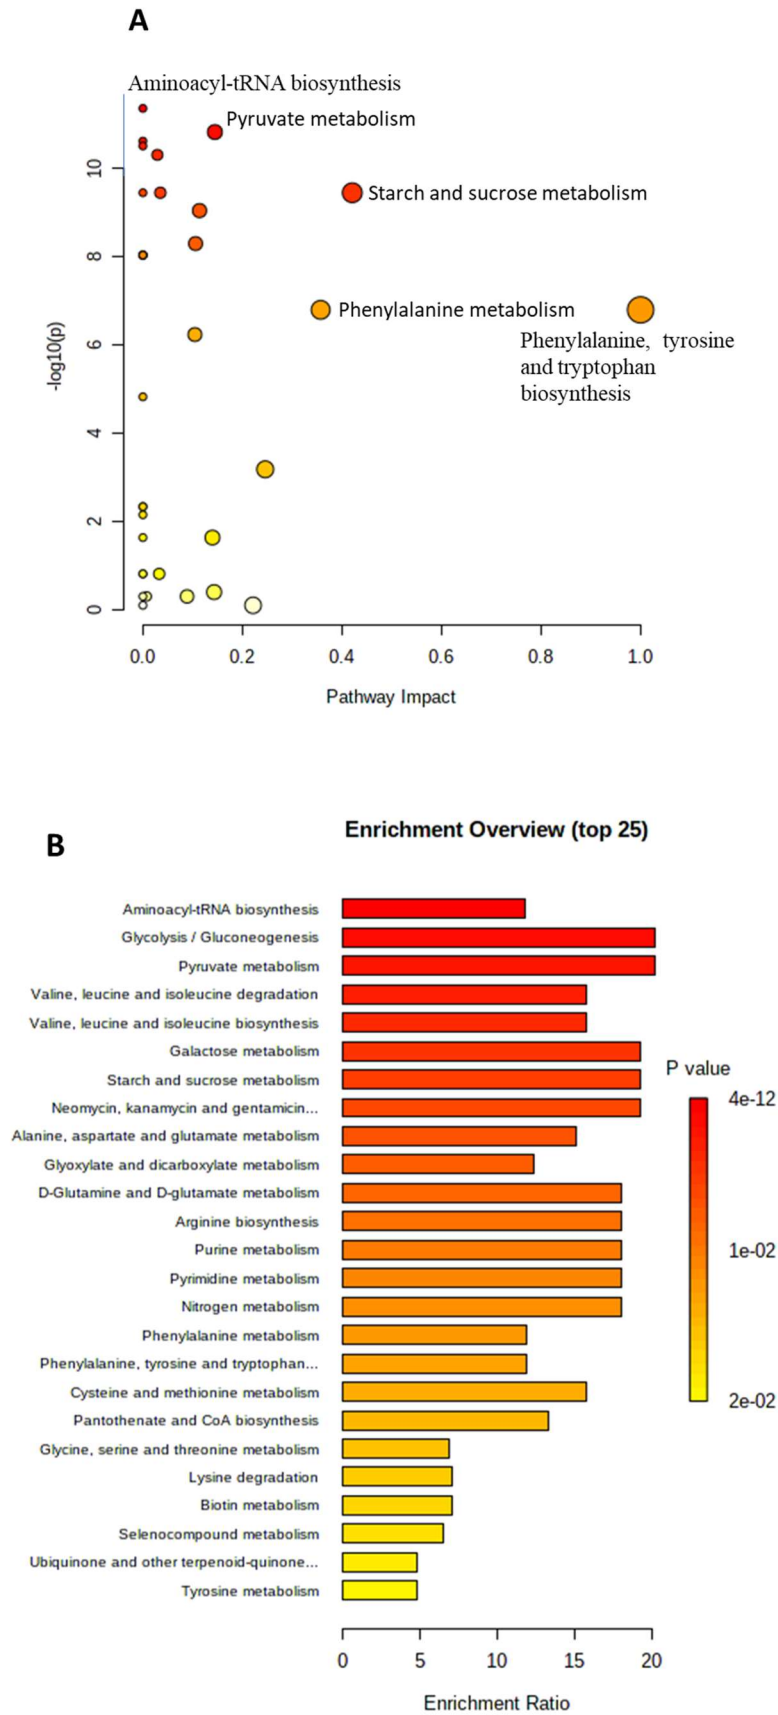 A
Aminoacyl-tRNA biosynthesis
Pyruvate metabolism
Starch and sucrose metabolism
Phenylalanine metabolism
Phenylalanine, tyrosine
and tryptophan
biosynthesis
-log10(p)
10
8
6
4
2
0
0.0 0.2 0.4 0.6 0.8 1.0
Pathway Impact
B
Enrichment Overview (top 25)
Aminoacyl-tRNA biosynthesis
Glycolysis / Gluconeogenesis
Pyruvate metabolism
Valine, leucine and isoleucine degradation
Valine, leucine and isoleucine biosynthesis
Galactose metabolism
Starch and sucrose metabolism
Neomycin, kanamycin and gentamicin...
Alanine, aspartate and glutamate metabolism
Glyoxylate and dicarboxylate metabolism
D-Glutamine and D-glutamate metabolism
Arginine biosynthesis
Purine metabolism
Pyrimidine metabolism
Nitrogen metabolism
Phenylalanine metabolism
Phenylalanine, tyrosine and tryptophan...
Cysteine and methionine metabolism
Pantothenate and CoA biosynthesis
Glycine, serine and threonine metabolism
Lysine degradation
Biotin metabolism
Selenocompound metabolism
Ubiquinone and other terpenoid-quinone...
Tyrosine metabolism
P value
4e-12
1e-02
2e-02
0 5 10 15 20
Enrichment Ratio